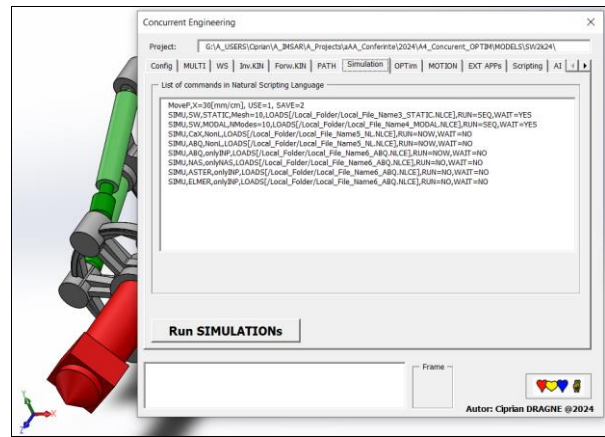 Concurrent Engineering
Project: G:\A_USERS\Ciprian\A_IMSAR\A_Projects\aAA_Conferinte\2024\A4_Concurent_OPTIM\MODELS\SW2k24\
Config MULTI WS Inv.KIN Forw.KIN PATH Simulation OPTim MOTION EXT APPs Scripting AI
List of commands in Natural Scripting Language
MoveP,X=30[mm/cm], USE=1, SAVE=2
SIMU,SW,STATIC,Mesh=10,LOADS[/Local_Folder/Local_File_Name3_STATIC.NLCE],RUN=SEQ,WAIT=YES
SIMU,SW,MODAL,NModes=10,LOADS[/Local_Folder/Local_File_Name4_MODAL.NLCE],RUN=SEQ,WAIT=YES
SIMU,CaX,NonL,LOADS[/Local_Folder/Local_File_Name5_NL.NLCE],RUN=NOW,WAIT=NO
SIMU,ABQ,NonL,LOADS[/Local_Folder/Local_File_Name5_NL.NLCE],RUN=NOW,WAIT=NO
SIMU,ABQ,onlyINP,LOADS[/Local_Folder/Local_File_Name6_ABQ.NLCE],RUN=NOW,WAIT=NO
SIMU,NAS,onlyNAS,LOADS[/Local_Folder/Local_File_Name6_ABQ.NLCE],RUN=NO,WAIT=NO
SIMU,ASTER,onlyINP,LOADS[/Local_Folder/Local_File_Name6_ABQ.NLCE],RUN=NO,WAIT=NO
SIMU,ELMER,onlyINP,LOADS[/Local_Folder/Local_File_Name6_ABQ.NLCE],RUN=NO,WAIT=NO
Run SIMULATIONs
Frame
Autor: Ciprian DRAGNE @2024